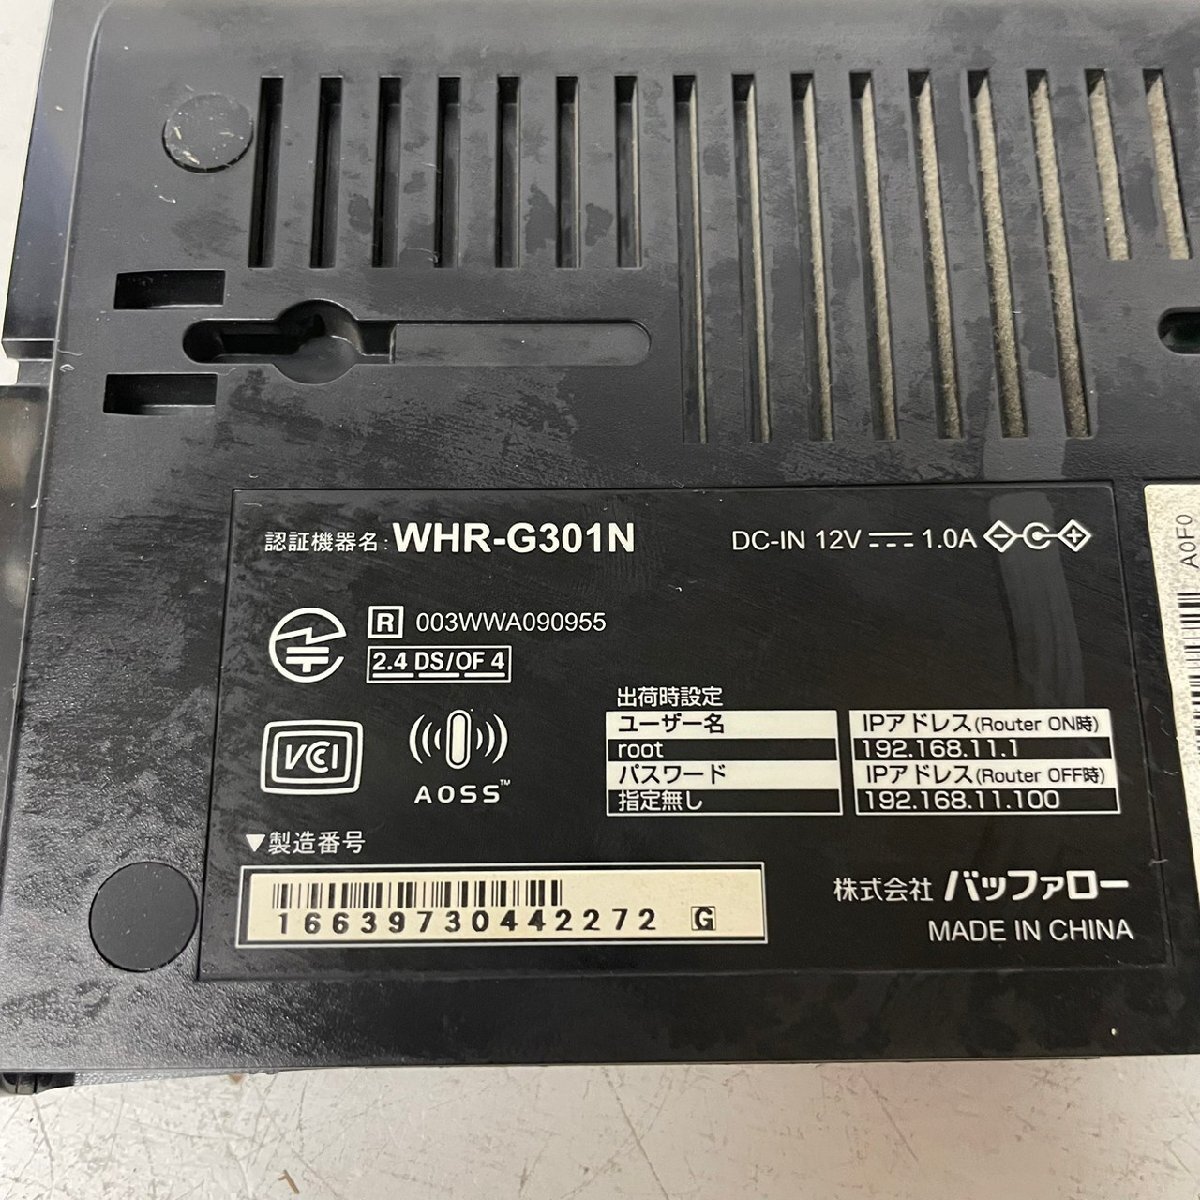 認証機器名: WHR-G301N
DC-IN 12V 1.0A
R 003WWA090955
2.4 DS/OF 4
VCI
AOSS™
出荷時設定
ユーザー名
root
パスワード
指定無し
IPアドレス(Router ON時)
192.168.11.1
IPアドレス(Router OFF時)
192.168.11.100
▼製造番号
16639730442272 G
株式会社 バッファロー
MADE IN CHINA
A0F0